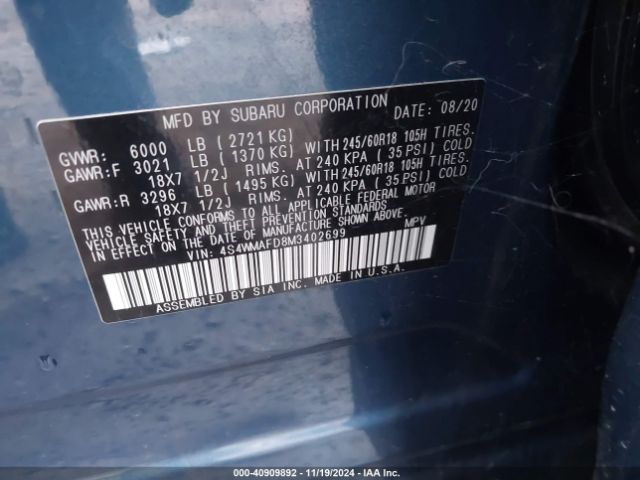 MFD BY SUBARU CORPORATION DATE: 08/20
GVWR: 6000 LB ( 2721 KG)
GAWR:F 3021 LB ( 1370 KG) WITH 245/60R18 105H TIRES.
18X7 1/2J RIMS. AT 240 KPA ( 35 PSI) COLD
GAWR:R 3296 LB ( 1495 KG) WITH 245/60R18 105H TIRES.
18X7 1/2J RIMS. AT 240 KPA ( 35 PSI) COLD
THIS VEHICLE CONFORMS TO ALL APPLICABLE FEDERAL MOTOR
VEHICLE SAFETY AND THEFT PREVENTION STANDARDS
IN EFFECT ON THE DATE OF MANUFACTURE SHOWN ABOVE.
VIN: 4S4WMAFD8M3402699 MPV
ASSEMBLED BY SIA INC. MADE IN U.S.A.
000-40909892 - 11/19/2024 - IAA Inc.